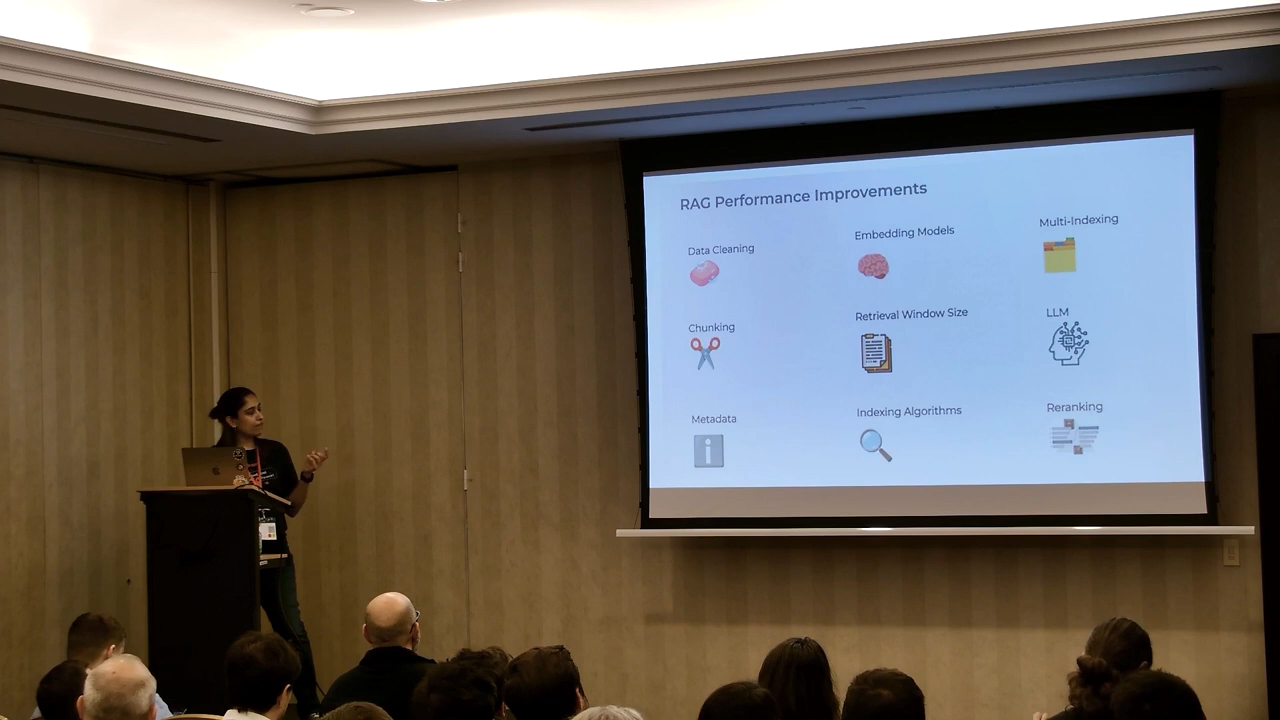 RAG Performance Improvements
Data Cleaning
Embedding Models
Multi-Indexing
Chunking
Retrieval Window Size
LLM
Metadata
Indexing Algorithms
Reranking